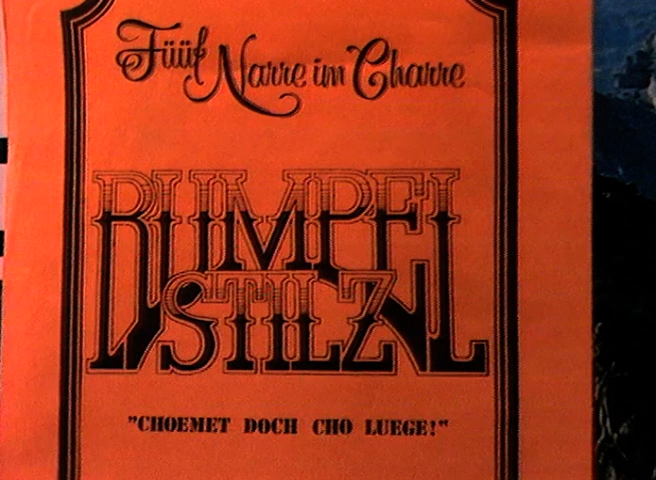 Füüf Narre im Charre
RUMPEL
STILZ
"CHOEMET DOCH CHO LUEGE!"